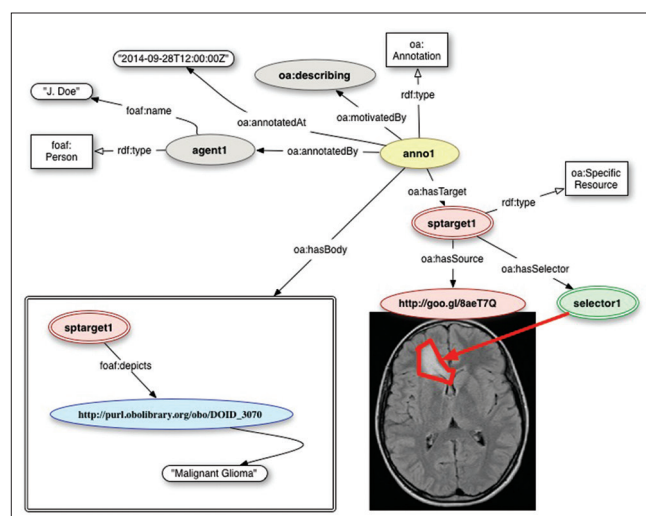 oa:
Annotation
"2014-09-28T12:00:00Z"
oa:describing
"J. Doe"
rdf:type
foaf:name
oa:annotatedAt
oa:motivatedBy
foaf:
Person
rdf:type
agent1
oa:annotatedBy
anno1
oa:Specific
Resource
oa:hasTarget
rdf:type
sptarget1
oa:hasBody
oa:hasSource
oa:hasSelector
http://goo.gl/8aeT7Q
selector1
sptarget1
foaf:depicts
http://purl.obolibrary.org/obo/DOID_3070
"Malignant Glioma"